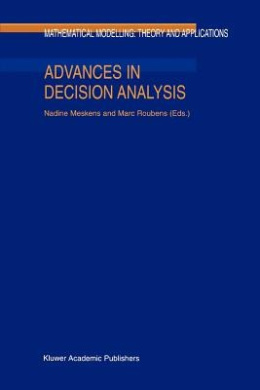 MATHEMATICAL MODELLING: THEORY AND APPLICATIONS
ADVANCES IN
DECISION ANALYSIS
Nadine Meskens and Marc Roubens (Eds.)
Kluwer Academic Publishers